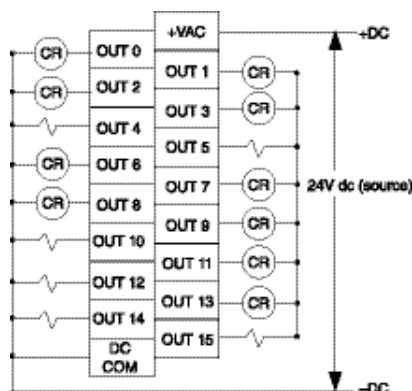 +VAC
+DC
CR OUT 0
OUT 1 CR
CR OUT 2
OUT 3 CR
OUT 4
OUT 5
CR OUT 6
OUT 7 CR
24V dc (source)
CR OUT 8
OUT 9 CR
OUT 10
OUT 11 CR
OUT 12
OUT 13 CR
OUT 14
OUT 15
DC
COM
-DC